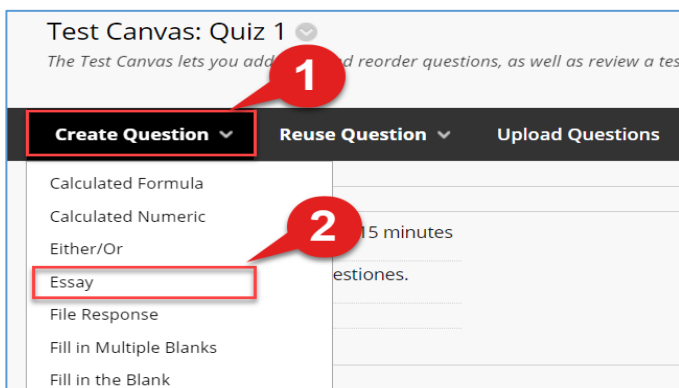 Test Canvas: Quiz 1
The Test Canvas lets you add d reorder questions, as well as review a tes
1
Create Question Reuse Question Upload Questions
Calculated Formula
Calculated Numeric
2
15 minutes
Either/Or
estiones.
Essay
File Response
Fill in Multiple Blanks
Fill in the Blank